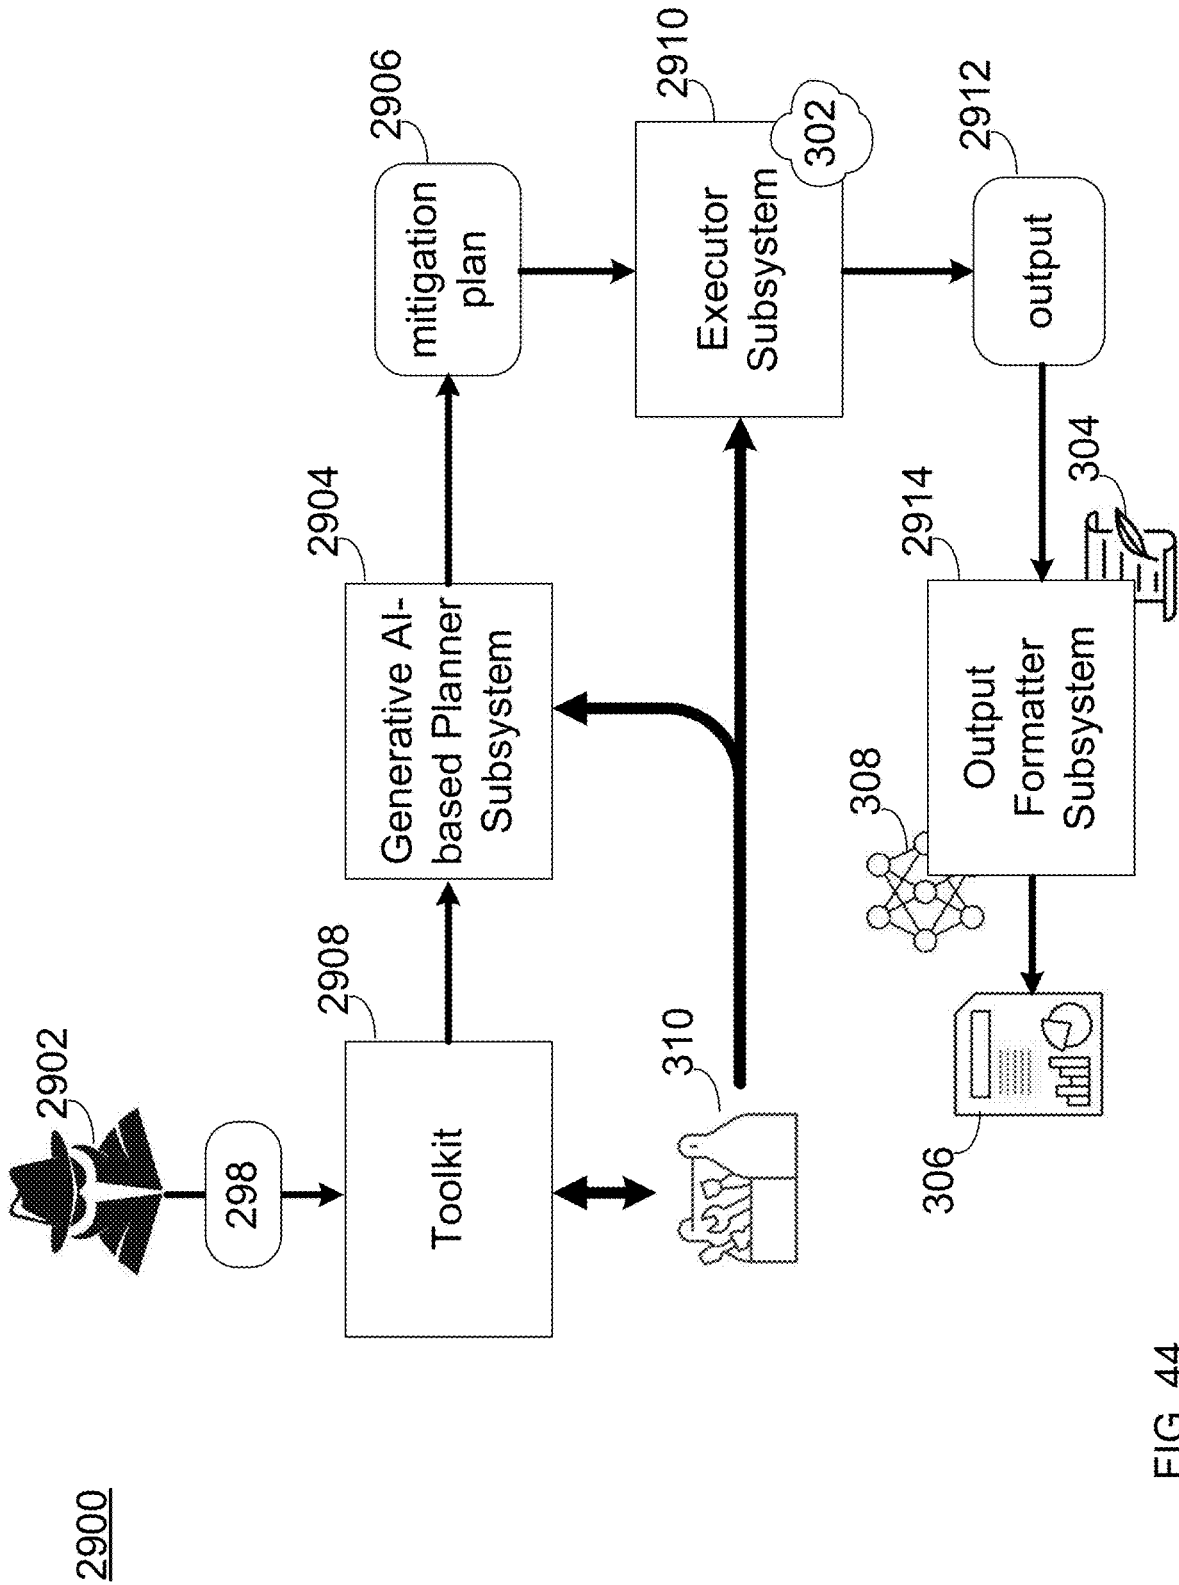 2900
2902
298
Toolkit
2908
310
Generative AI-
based Planner
Subsystem
2904
mitigation
plan
2906
Executor
Subsystem
2910
302
output
2912
Output
Formatter
Subsystem
2914
304
308
306
FIG. 44